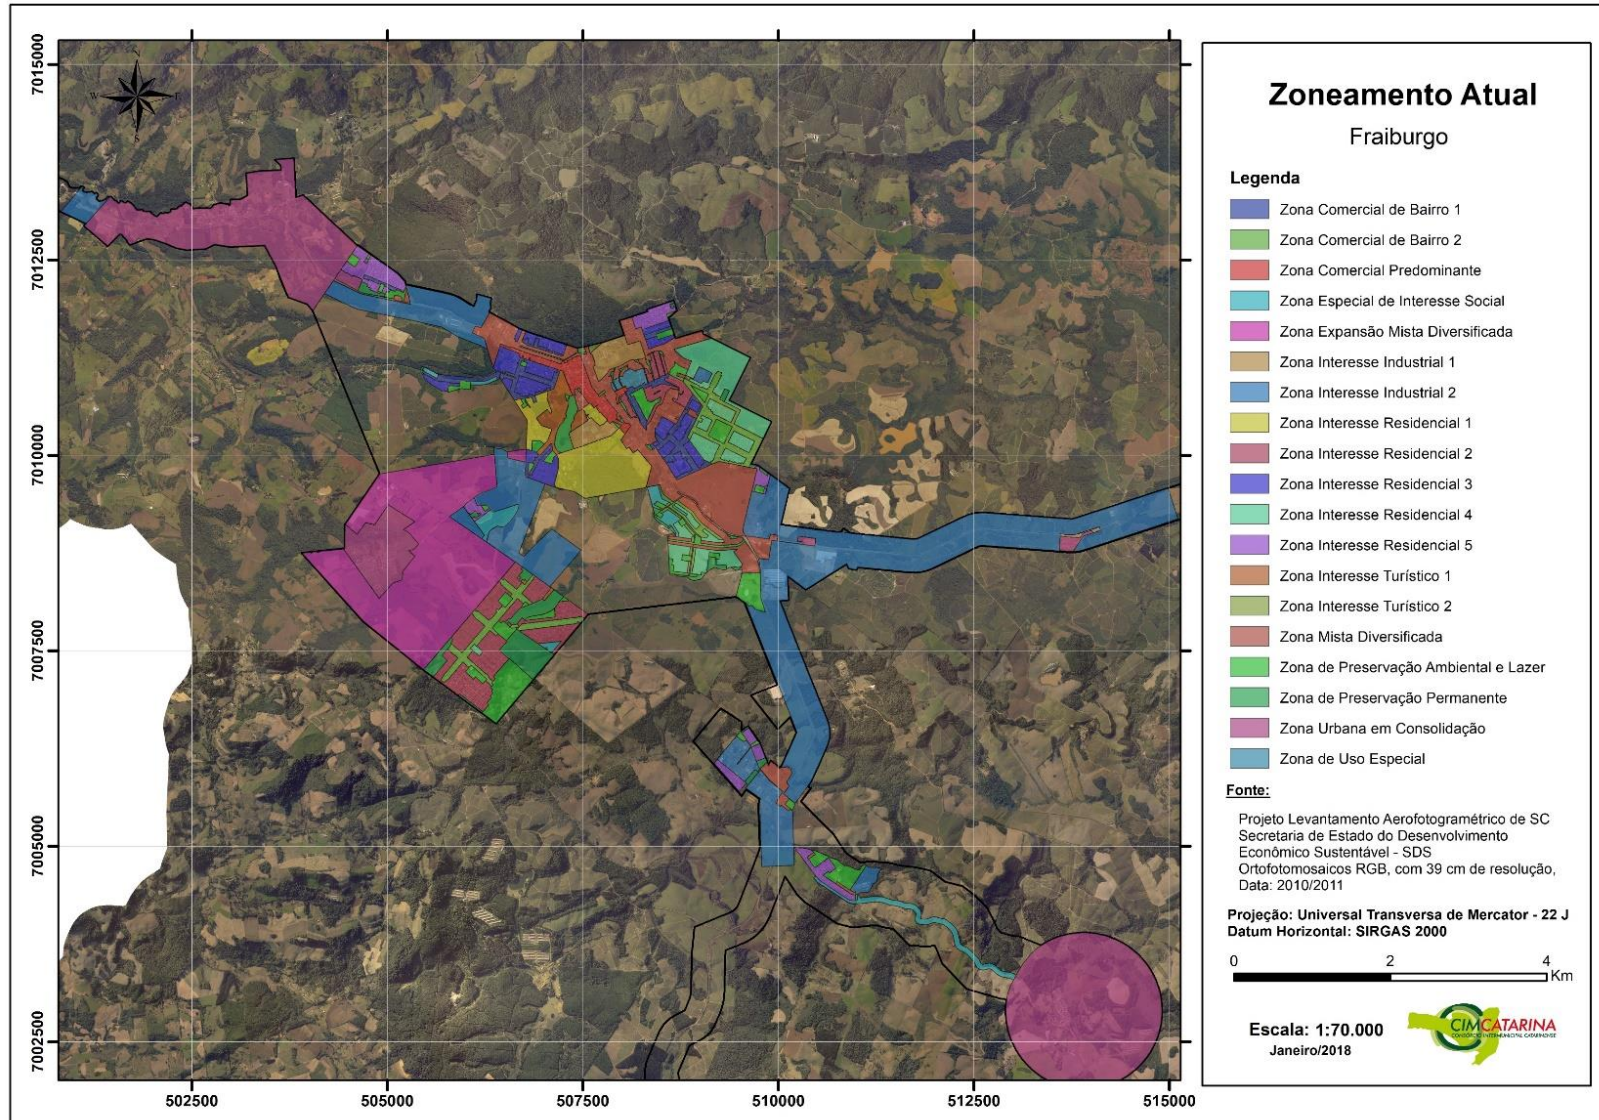 Zoneamento Atual
Fraiburgo
Legenda
Zona Comercial de Bairro 1
Zona Comercial de Bairro 2
Zona Comercial Predominante
Zona Especial de Interesse Social
Zona Expansão Mista Diversificada
Zona Interesse Industrial 1
Zona Interesse Industrial 2
Zona Interesse Residencial 1
Zona Interesse Residencial 2
Zona Interesse Residencial 3
Zona Interesse Residencial 4
Zona Interesse Residencial 5
Zona Interesse Turístico 1
Zona Interesse Turístico 2
Zona Mista Diversificada
Zona de Preservação Ambiental e Lazer
Zona de Preservação Permanente
Zona Urbana em Consolidação
Zona de Uso Especial
Fonte:
Projeto Levantamento Aerofotogramétrico de SC
Secretaria de Estado do Desenvolvimento
Econômico Sustentável - SDS
Ortofotomosaicos RGB, com 39 cm de resolução,
Data: 2010/2011
Projeção: Universal Transversa de Mercator - 22 J
Datum Horizontal: SIRGAS 2000
0 2 4
Km
Escala: 1:70.000
Janeiro/2018
CIMCATARINA
CONSÓRCIO INTERMUNICIPAL CATARINENSE
7015000
7012500
7010000
7007500
7005000
7002500
502500 505000 507500 510000 512500 515000